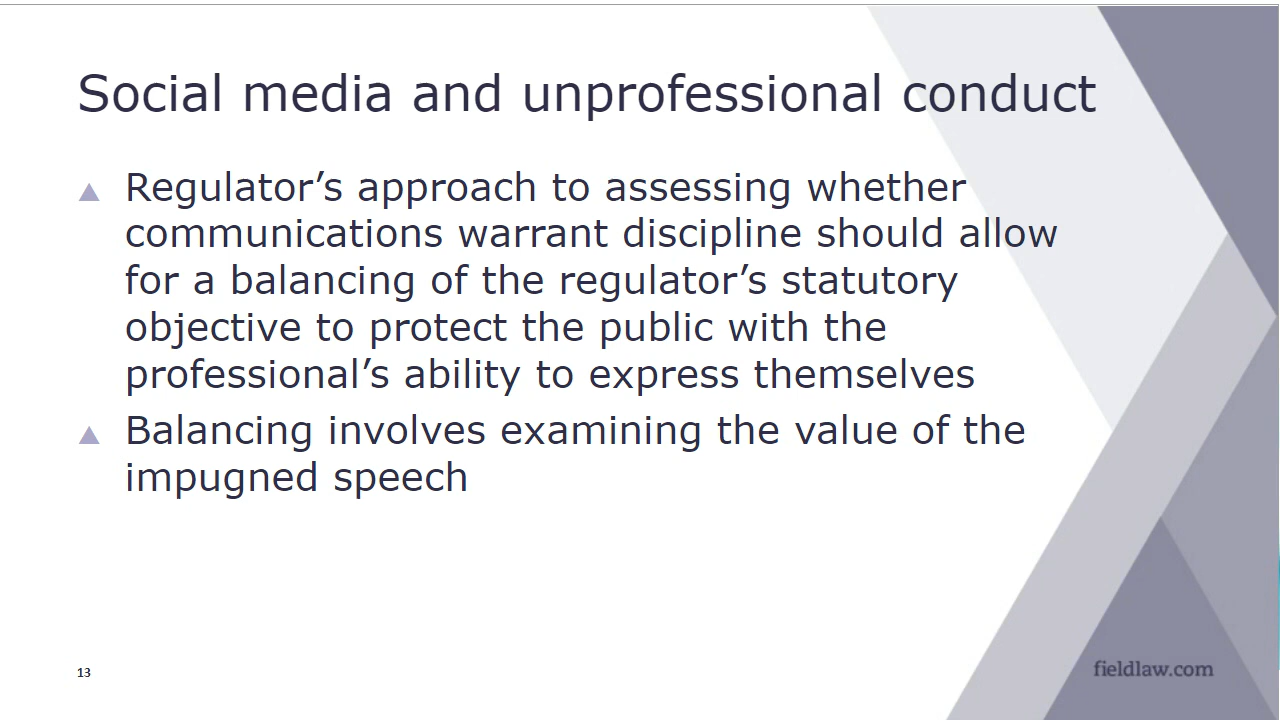 Social media and unprofessional conduct
Regulator’s approach to assessing whether
communications warrant discipline should allow
for a balancing of the regulator’s statutory
objective to protect the public with the
professional’s ability to express themselves
Balancing involves examining the value of the
impugned speech
13
fieldlaw.com